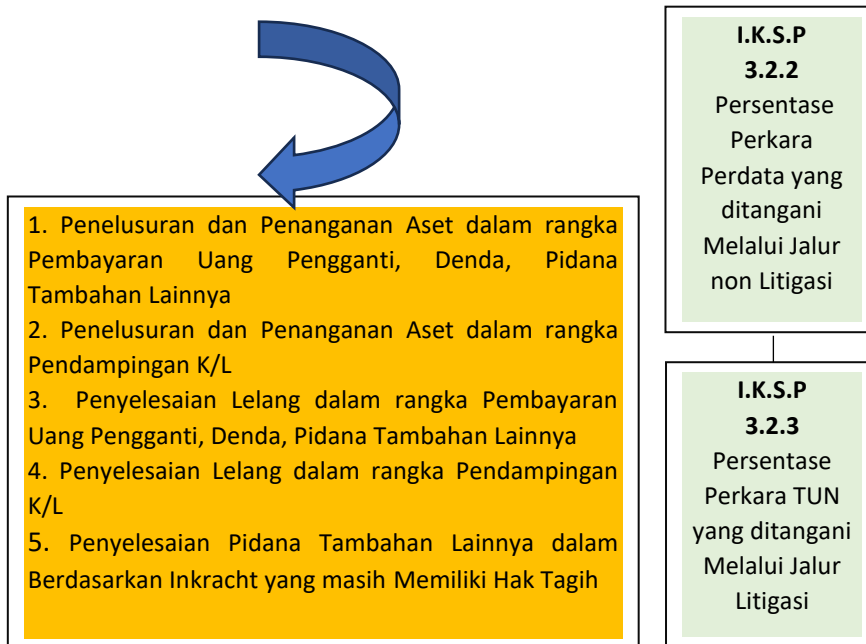 1. Penelusuran dan Penanganan Aset dalam rangka
Pembayaran Uang Pengganti, Denda, Pidana
Tambahan Lainnya
2. Penelusuran dan Penanganan Aset dalam rangka
Pendampingan K/L
3. Penyelesaian Lelang dalam rangka Pembayaran
Uang Pengganti, Denda, Pidana Tambahan Lainnya
4. Penyelesaian Lelang dalam rangka Pendampingan
K/L
5. Penyelesaian Pidana Tambahan Lainnya dalam
Berdasarkan Inkracht yang masih Memiliki Hak Tagih
I.K.S.P
3.2.2
Persentase
Perkara
Perdata yang
ditangani
Melalui Jalur
non Litigasi
I.K.S.P
3.2.3
Persentase
Perkara TUN
yang ditangani
Melalui Jalur
Litigasi